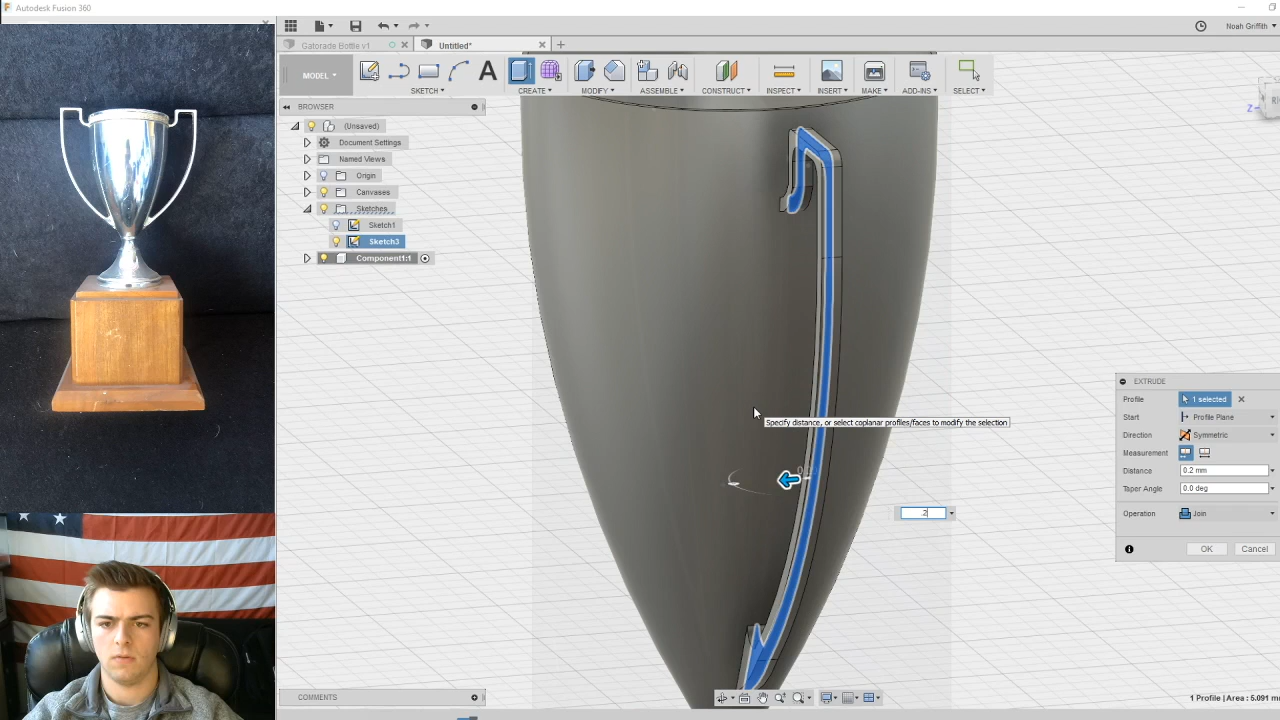 Autodesk Fusion 360
Noah Griffith
Gatorade Bottle v1
Untitled*
MODEL
SKETCH
CREATE
MODIFY
ASSEMBLE
CONSTRUCT
INSPECT
INSERT
MAKE
ADD-INS
SELECT
BROWSER
(Unsaved)
Document Settings
Named Views
Origin
Canvases
Sketches
Sketch1
Sketch3
Component1:1
Z
Specify distance, or select coplanar profiles/faces to modify the selection
.2
EXTRUDE
Profile 1 selected
Start Profile Plane
Direction Symmetric
Measurement
Distance 0.2 mm
Taper Angle 0.0 deg
Operation Join
OK Cancel
COMMENTS
1 Profile | Area : 5.091 mm